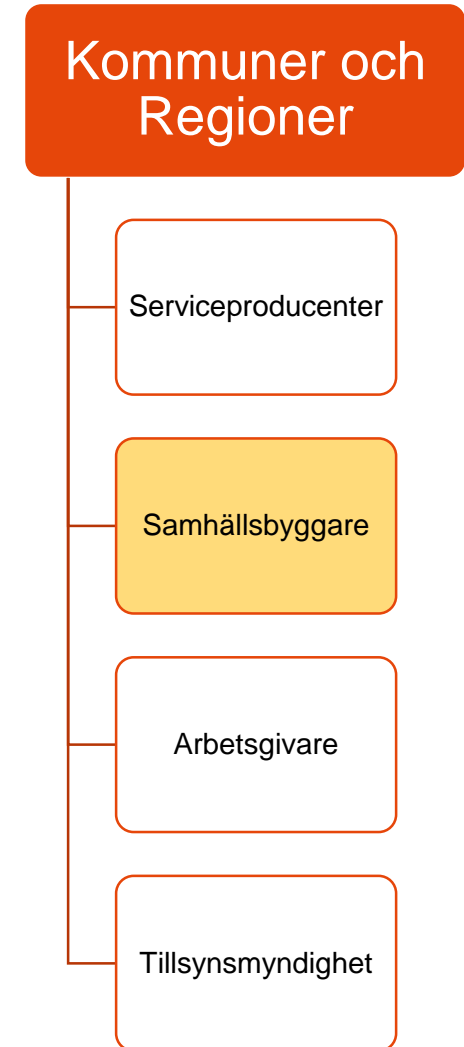 Kommuner och
Regioner
Serviceproducenter
Samhällsbyggare
Arbetsgivare
Tillsynsmyndighet